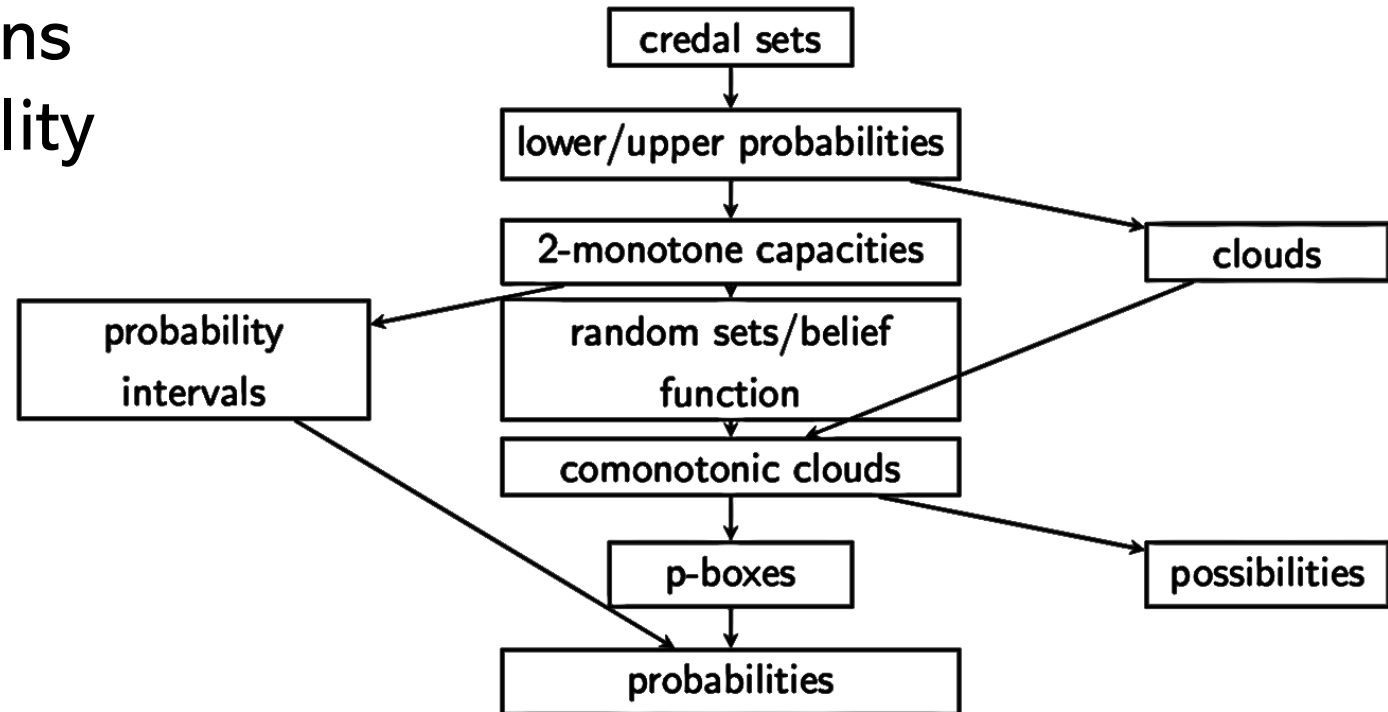 ns
lity
credal sets
lower/upper probabilities
2-monotone capacities
clouds
probability
intervals
random sets/belief
function
comonotonic clouds
p-boxes
possibilities
probabilities